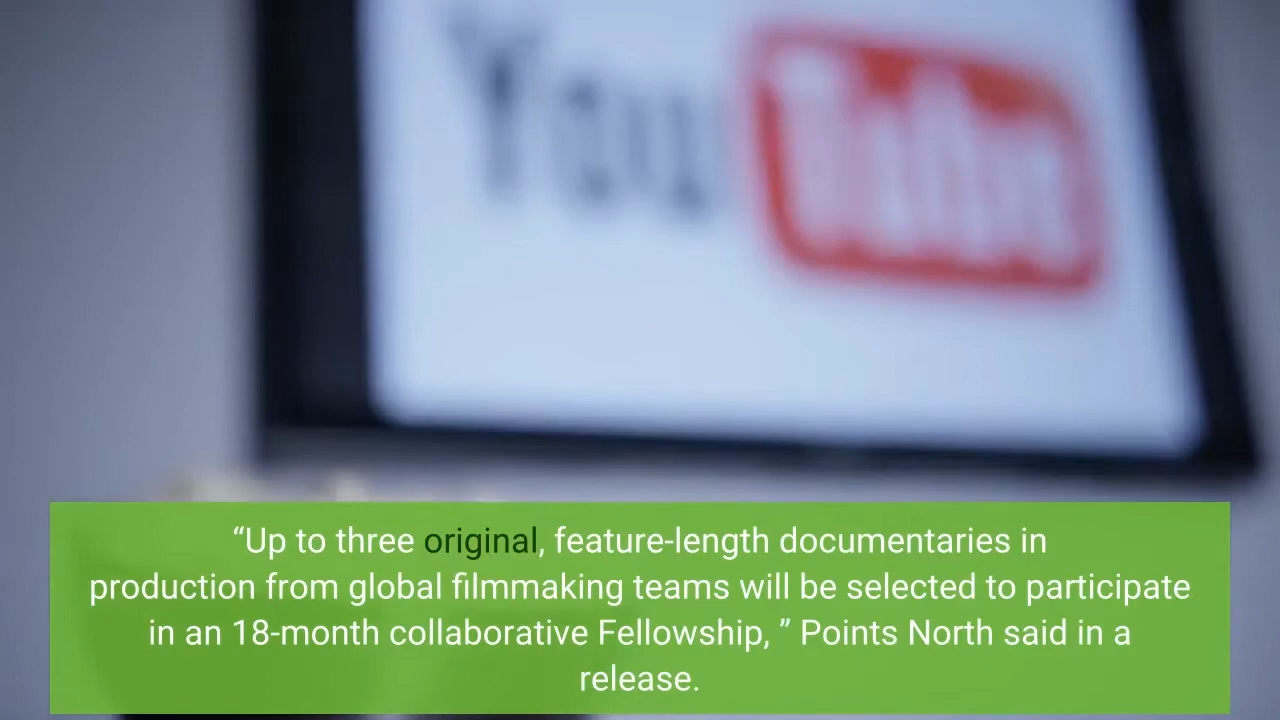 YouTube
“Up to three original, feature-length documentaries in
production from global filmmaking teams will be selected to participate
in an 18-month collaborative Fellowship, ” Points North said in a
release.